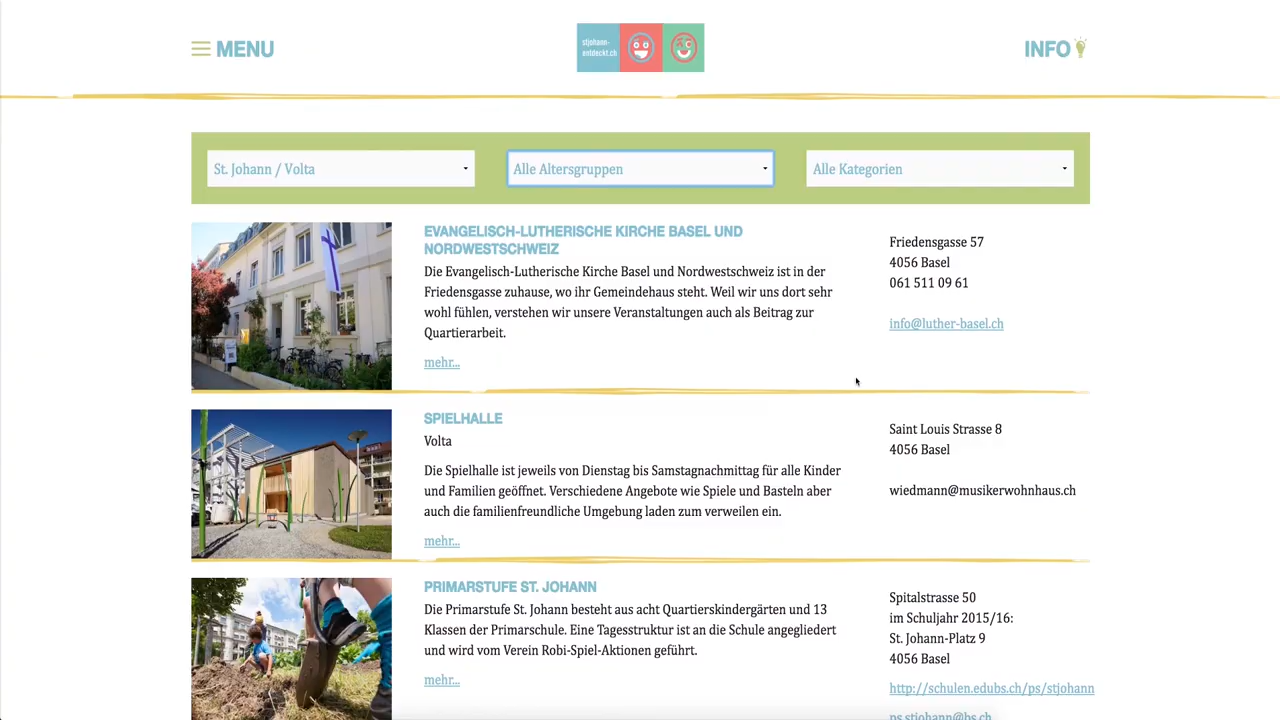 MENU
stjohann-
entdeckt.ch
INFO
St. Johann / Volta
Alle Altersgruppen
Alle Kategorien
EVANGELISCH-LUTHERISCHE KIRCHE BASEL UND
NORDWESTSCHWEIZ
Die Evangelisch-Lutherische Kirche Basel und Nordwestschweiz ist in der
Friedensgasse zuhause, wo ihr Gemeindehaus steht. Weil wir uns dort sehr
wohl fühlen, verstehen wir unsere Veranstaltungen auch als Beitrag zur
Quartierarbeit.
mehr...
Friedensgasse 57
4056 Basel
061 511 09 61
info@luther-basel.ch
SPIELHALLE
Volta
Die Spielhalle ist jeweils von Dienstag bis Samstagnachmittag für alle Kinder
und Familien geöffnet. Verschiedene Angebote wie Spiele und Basteln aber
auch die familienfreundliche Umgebung laden zum verweilen ein.
mehr...
Saint Louis Strasse 8
4056 Basel
wiedmann@musikerwohnhaus.ch
PRIMARSTUFE ST. JOHANN
Die Primarstufe St. Johann besteht aus acht Quartierskindergärten und 13
Klassen der Primarschule. Eine Tagesstruktur ist an die Schule angegliedert
und wird vom Verein Robi-Spiel-Aktionen geführt.
mehr...
Spitalstrasse 50
im Schuljahr 2015/16:
St. Johann-Platz 9
4056 Basel
http://schulen.edubs.ch/ps/stjohann
ps.stjohann@bs.ch